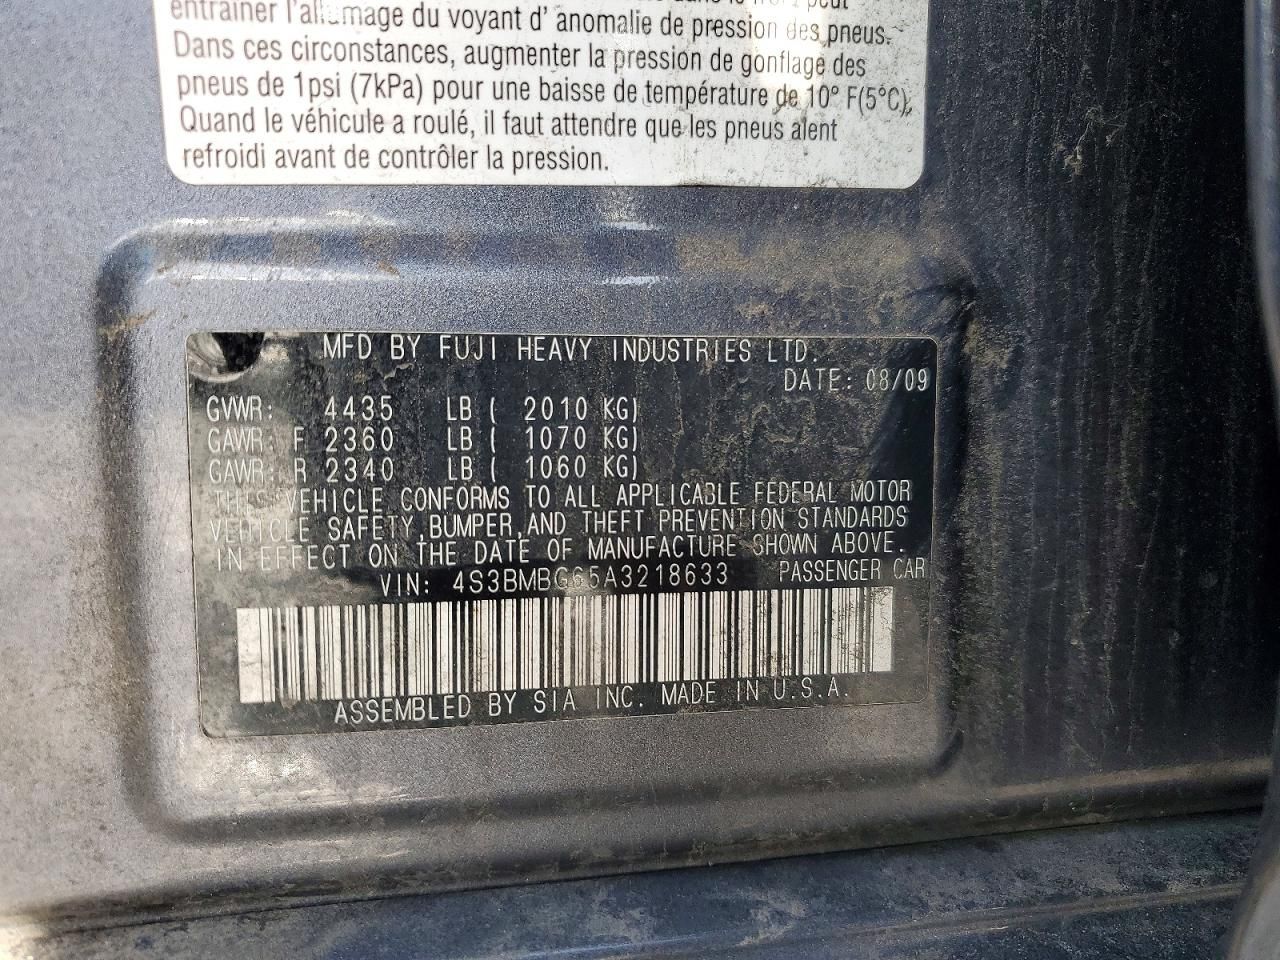 entraîner l'allumage du voyant d' anomalie de pression des pneus.
Dans ces circonstances, augmenter la pression de gonflage des
pneus de 1psi (7kPa) pour une baisse de température de 10° F(5°C),
Quand le véhicule a roulé, il faut attendre que les pneus aient
refroidi avant de contrôler la pression.
MFD BY FUJI HEAVY INDUSTRIES LTD.
DATE: 08/09
GVWR: 4435 LB ( 2010 KG)
GAWR: F 2360 LB ( 1070 KG)
GAWR: R 2340 LB ( 1060 KG)
THIS VEHICLE CONFORMS TO ALL APPLICABLE FEDERAL MOTOR
VEHICLE SAFETY,BUMPER,AND THEFT PREVENTION STANDARDS
IN EFFECT ON THE DATE OF MANUFACTURE SHOWN ABOVE.
VIN: 4S3BMBG65A3218633 PASSENGER CAR
ASSEMBLED BY SIA INC. MADE IN U.S.A.